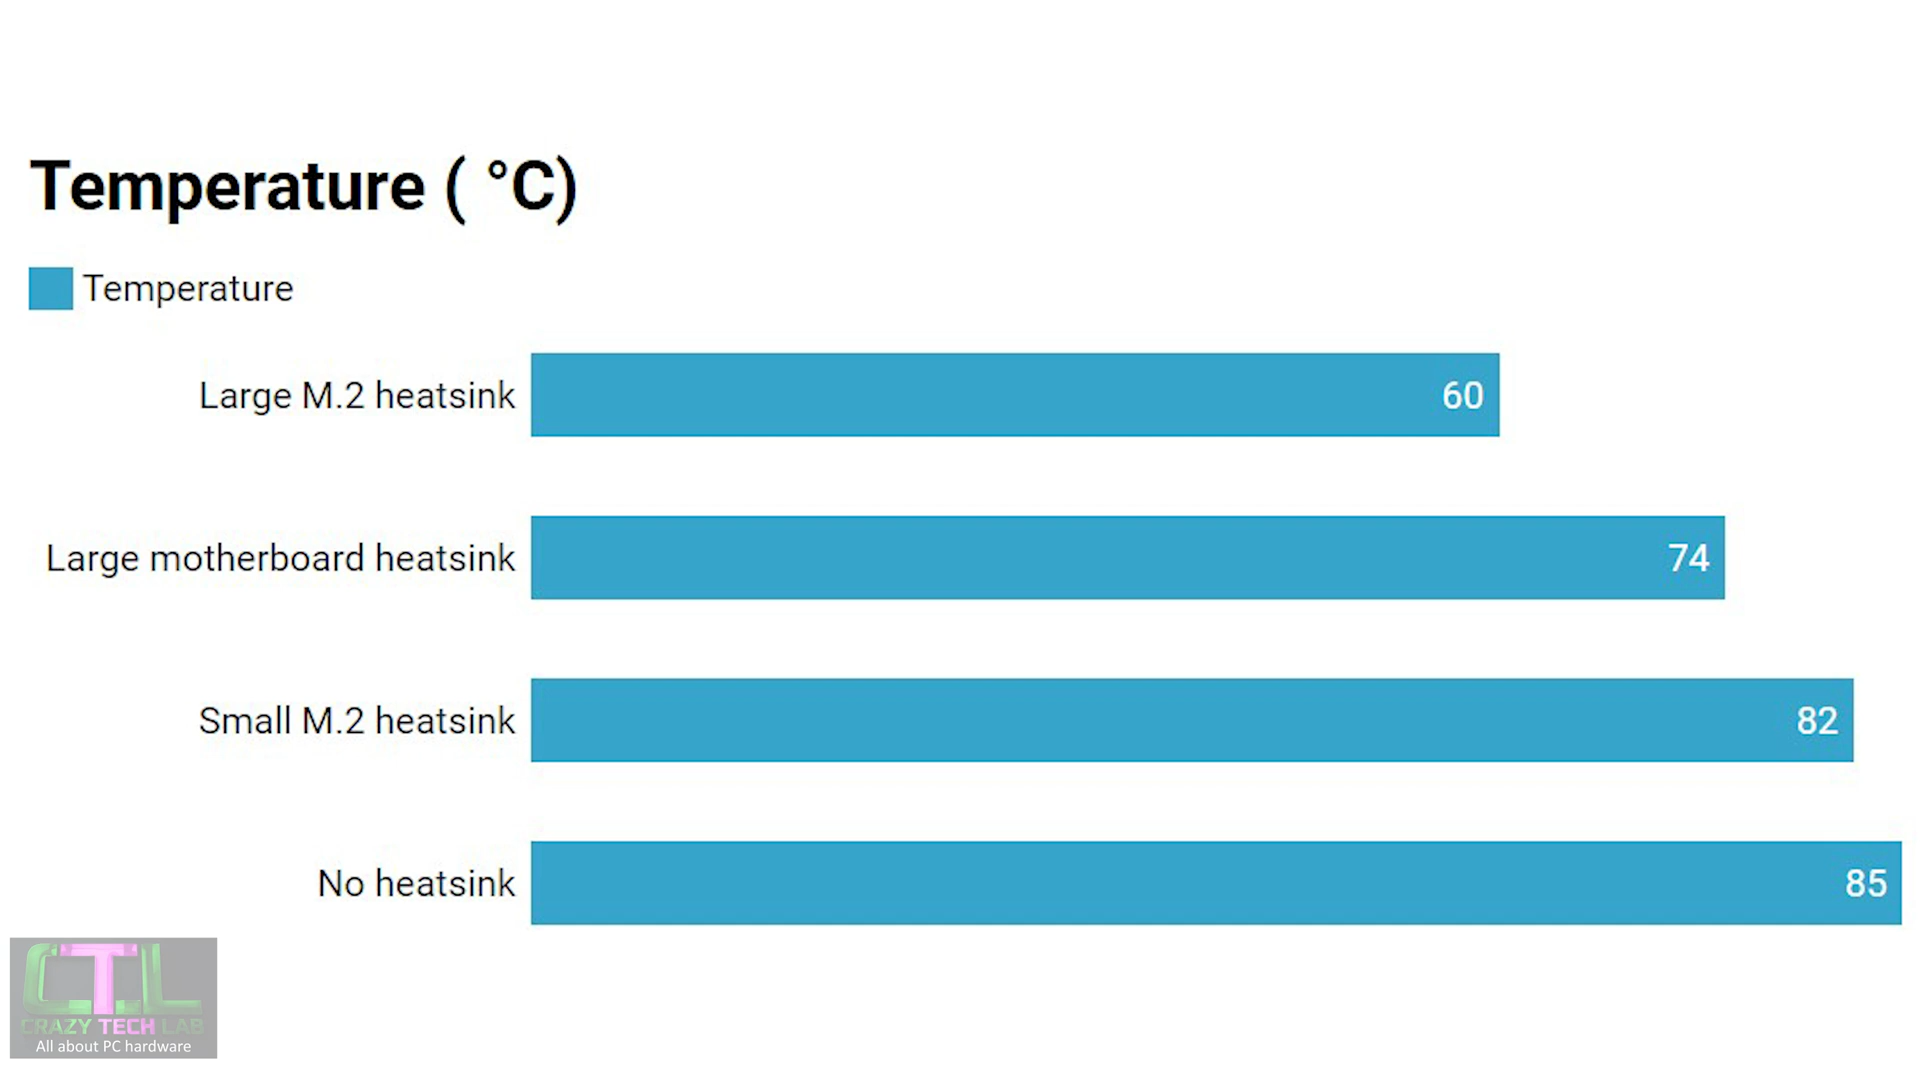 Temperature ( °C)
Temperature
Large M.2 heatsink 60
Large motherboard heatsink 74
Small M.2 heatsink 82
No heatsink 85
CTL
CRAZY TECH LAB
All about PC hardware